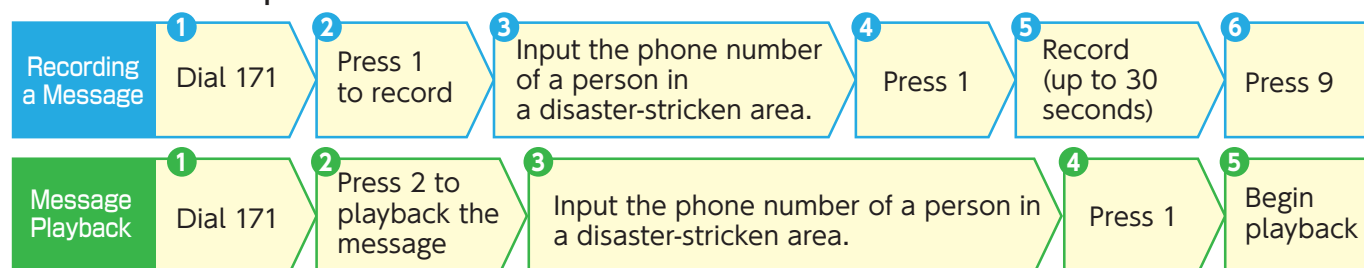 Recording
a Message
1
Dial 171
2
Press 1
to record
3
Input the phone number
of a person in
a disaster-stricken area.
4
Press 1
5
Record
(up to 30
seconds)
6
Press 9
Message
Playback
1
Dial 171
2
Press 2 to
playback the
message
3
Input the phone number of a person in
a disaster-stricken area.
4
Press 1
5
Begin
playback